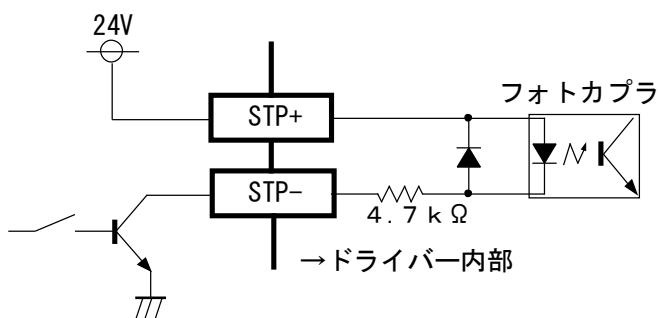 24V
フォトカプラ
STP+
STP−
4.7kΩ
→ドライバー内部